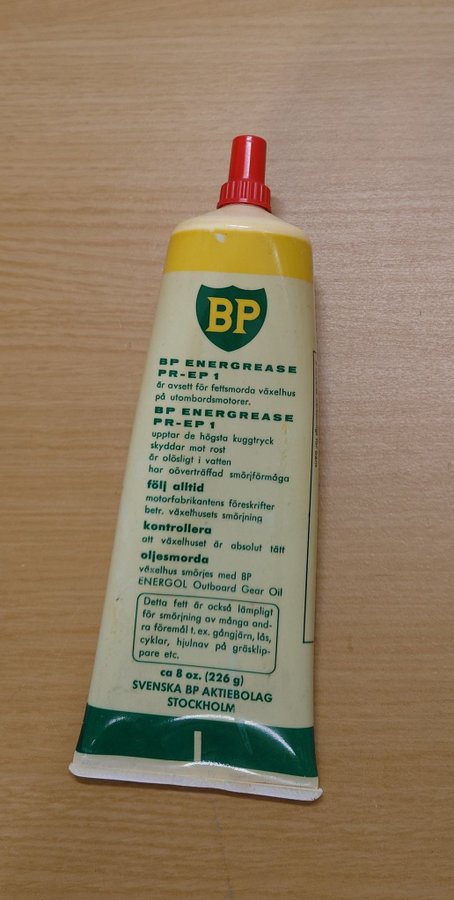 BP
BP ENERGREASE
PR-EP 1
är avsett för fettsmorda växelhus
på utombordsmotorer.
BP ENERGREASE
PR-EP 1
upptar de högsta kuggtryck
skyddar mot rost
är olösligt i vatten
har oöverträffad smörjförmåga
följ alltid
motorfabrikantens föreskrifter
betr. växelhusets smörjning
kontrollera
att växelhuset är absolut tätt
oljesmorda
växelhus smörjes med BP
ENERGOL Outboard Gear Oil
Detta fett är också lämpligt
för smörjning av många and-
ra föremål t. ex. gångjärn, lås,
cyklar, hjulnav på gräsklip-
pare etc.
ca 8 oz. (226 g)
SVENSKA BP AKTIEBOLAG
STOCKHOLM